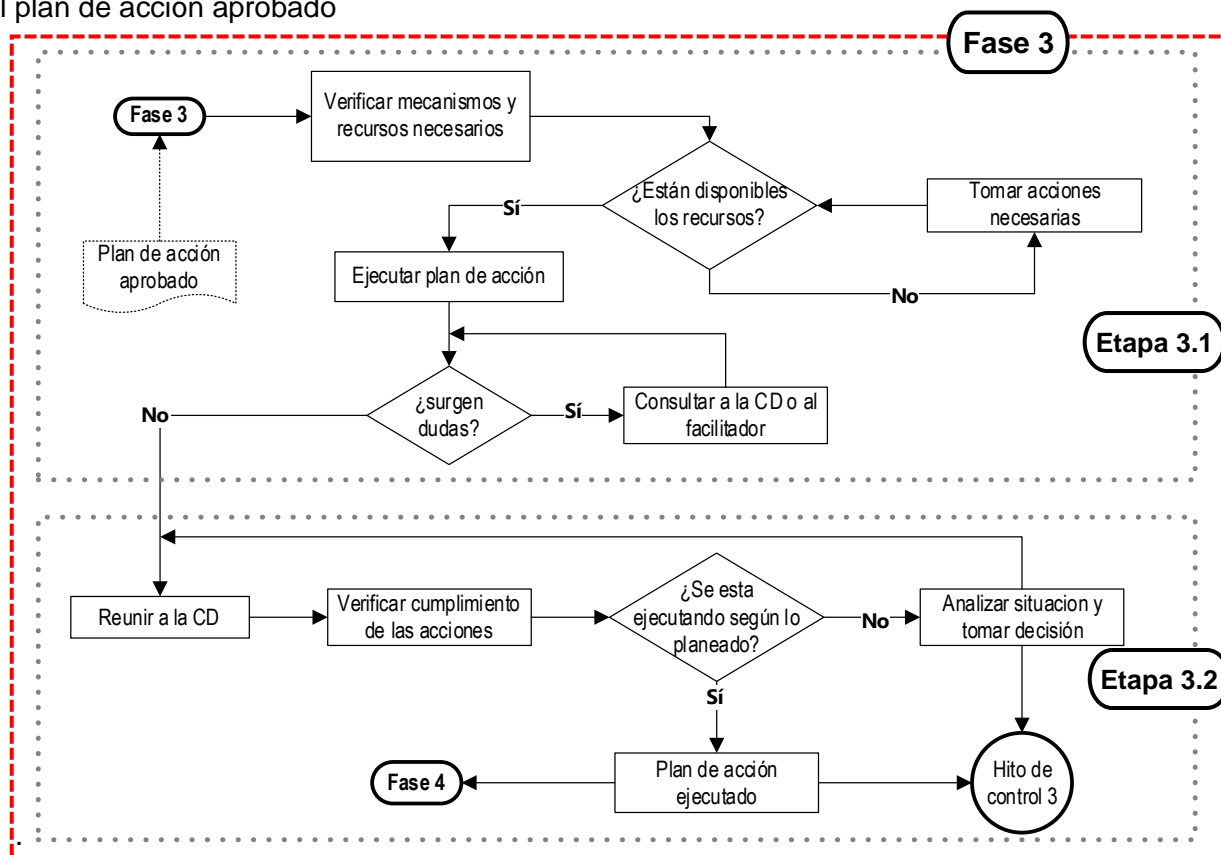 l plan de acción aprobado
Fase 3
Fase 3
Verificar mecanismos y
recursos necesarios
¿Están disponibles
los recursos?
Tomar acciones
necesarias
Sí
No
Plan de acción
aprobado
Ejecutar plan de acción
Etapa 3.1
¿surgen
dudas?
Sí
No
Consultar a la CD o al
facilitador
Reunir a la CD
Verificar cumplimiento
de las acciones
¿Se esta
ejecutando según lo
planeado?
No
Analizar situacion y
tomar decisión
Etapa 3.2
Sí
Fase 4
Plan de acción
ejecutado
Hito de
control 3
.